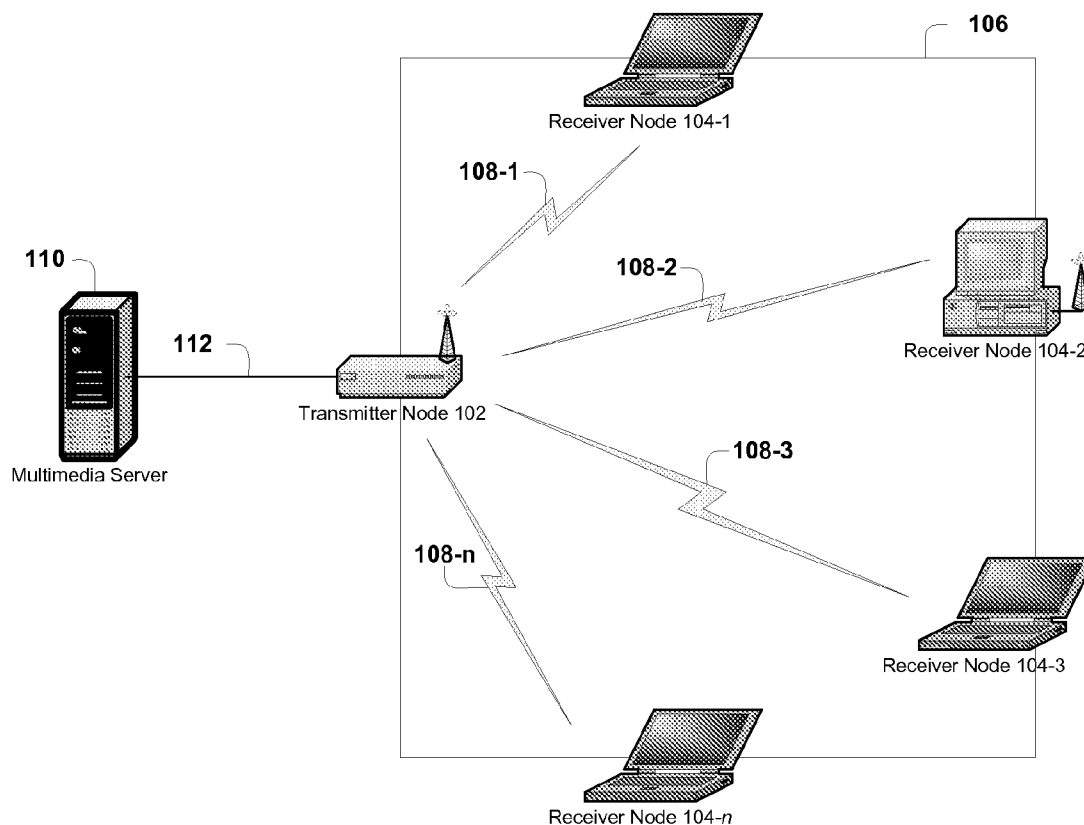 106
Receiver Node 104-1
108-1
110
108-2
Receiver Node 104-2
112
Transmitter Node 102
108-3
Multimedia Server
108-n
Receiver Node 104-3
Receiver Node 104-n